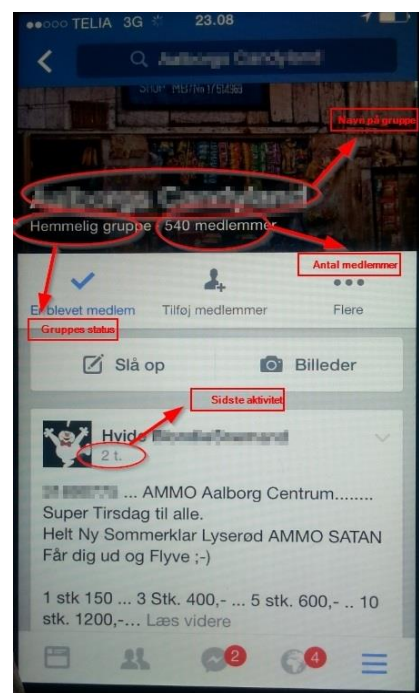 TELIA 3G 23.08
Navn på gruppe
Hemmelig gruppe 540 medlemmer
Antal medlemmer
Er blevet medlem Tilføj medlemmer Flere
Gruppes status
Slå op Billeder
Sidste aktivitet
Hvide
2 t.
... AMMO Aalborg Centrum........
Super Tirsdag til alle.
Helt Ny Sommerklar Lyserød AMMO SATAN
Får dig ud og Flyve ;-)
1 stk 150 ... 3 Stk. 400,- ... 5 stk. 600,- .. 10
stk. 1200,-... Læs videre
2 4